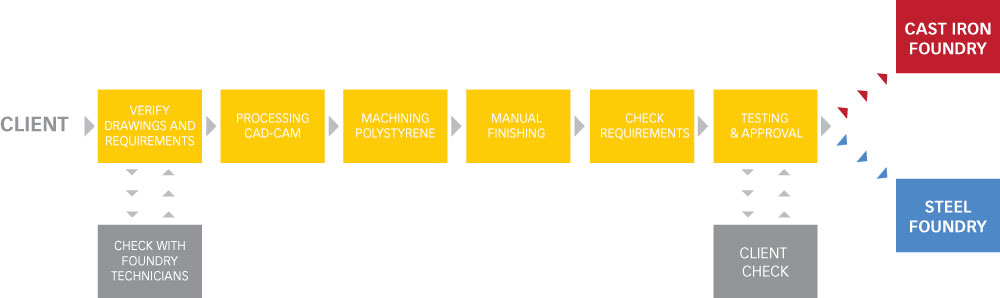 CAST IRON
FOUNDRY
CLIENT
VERIFY
DRAWINGS AND
REQUIREMENTS
PROCESSING
CAD-CAM
MACHINING
POLYSTYRENE
MANUAL
FINISHING
CHECK
REQUIREMENTS
TESTING
& APPROVAL
STEEL
FOUNDRY
CHECK WITH
FOUNDRY
TECHNICIANS
CLIENT
CHECK